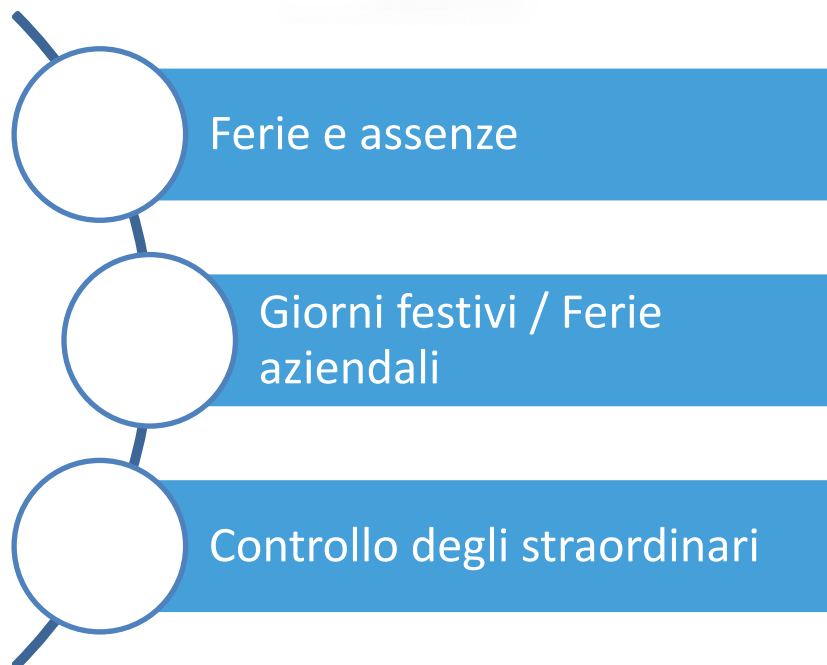 Ferie e assenze
Giorni festivi / Ferie
aziendali
Controllo degli straordinari